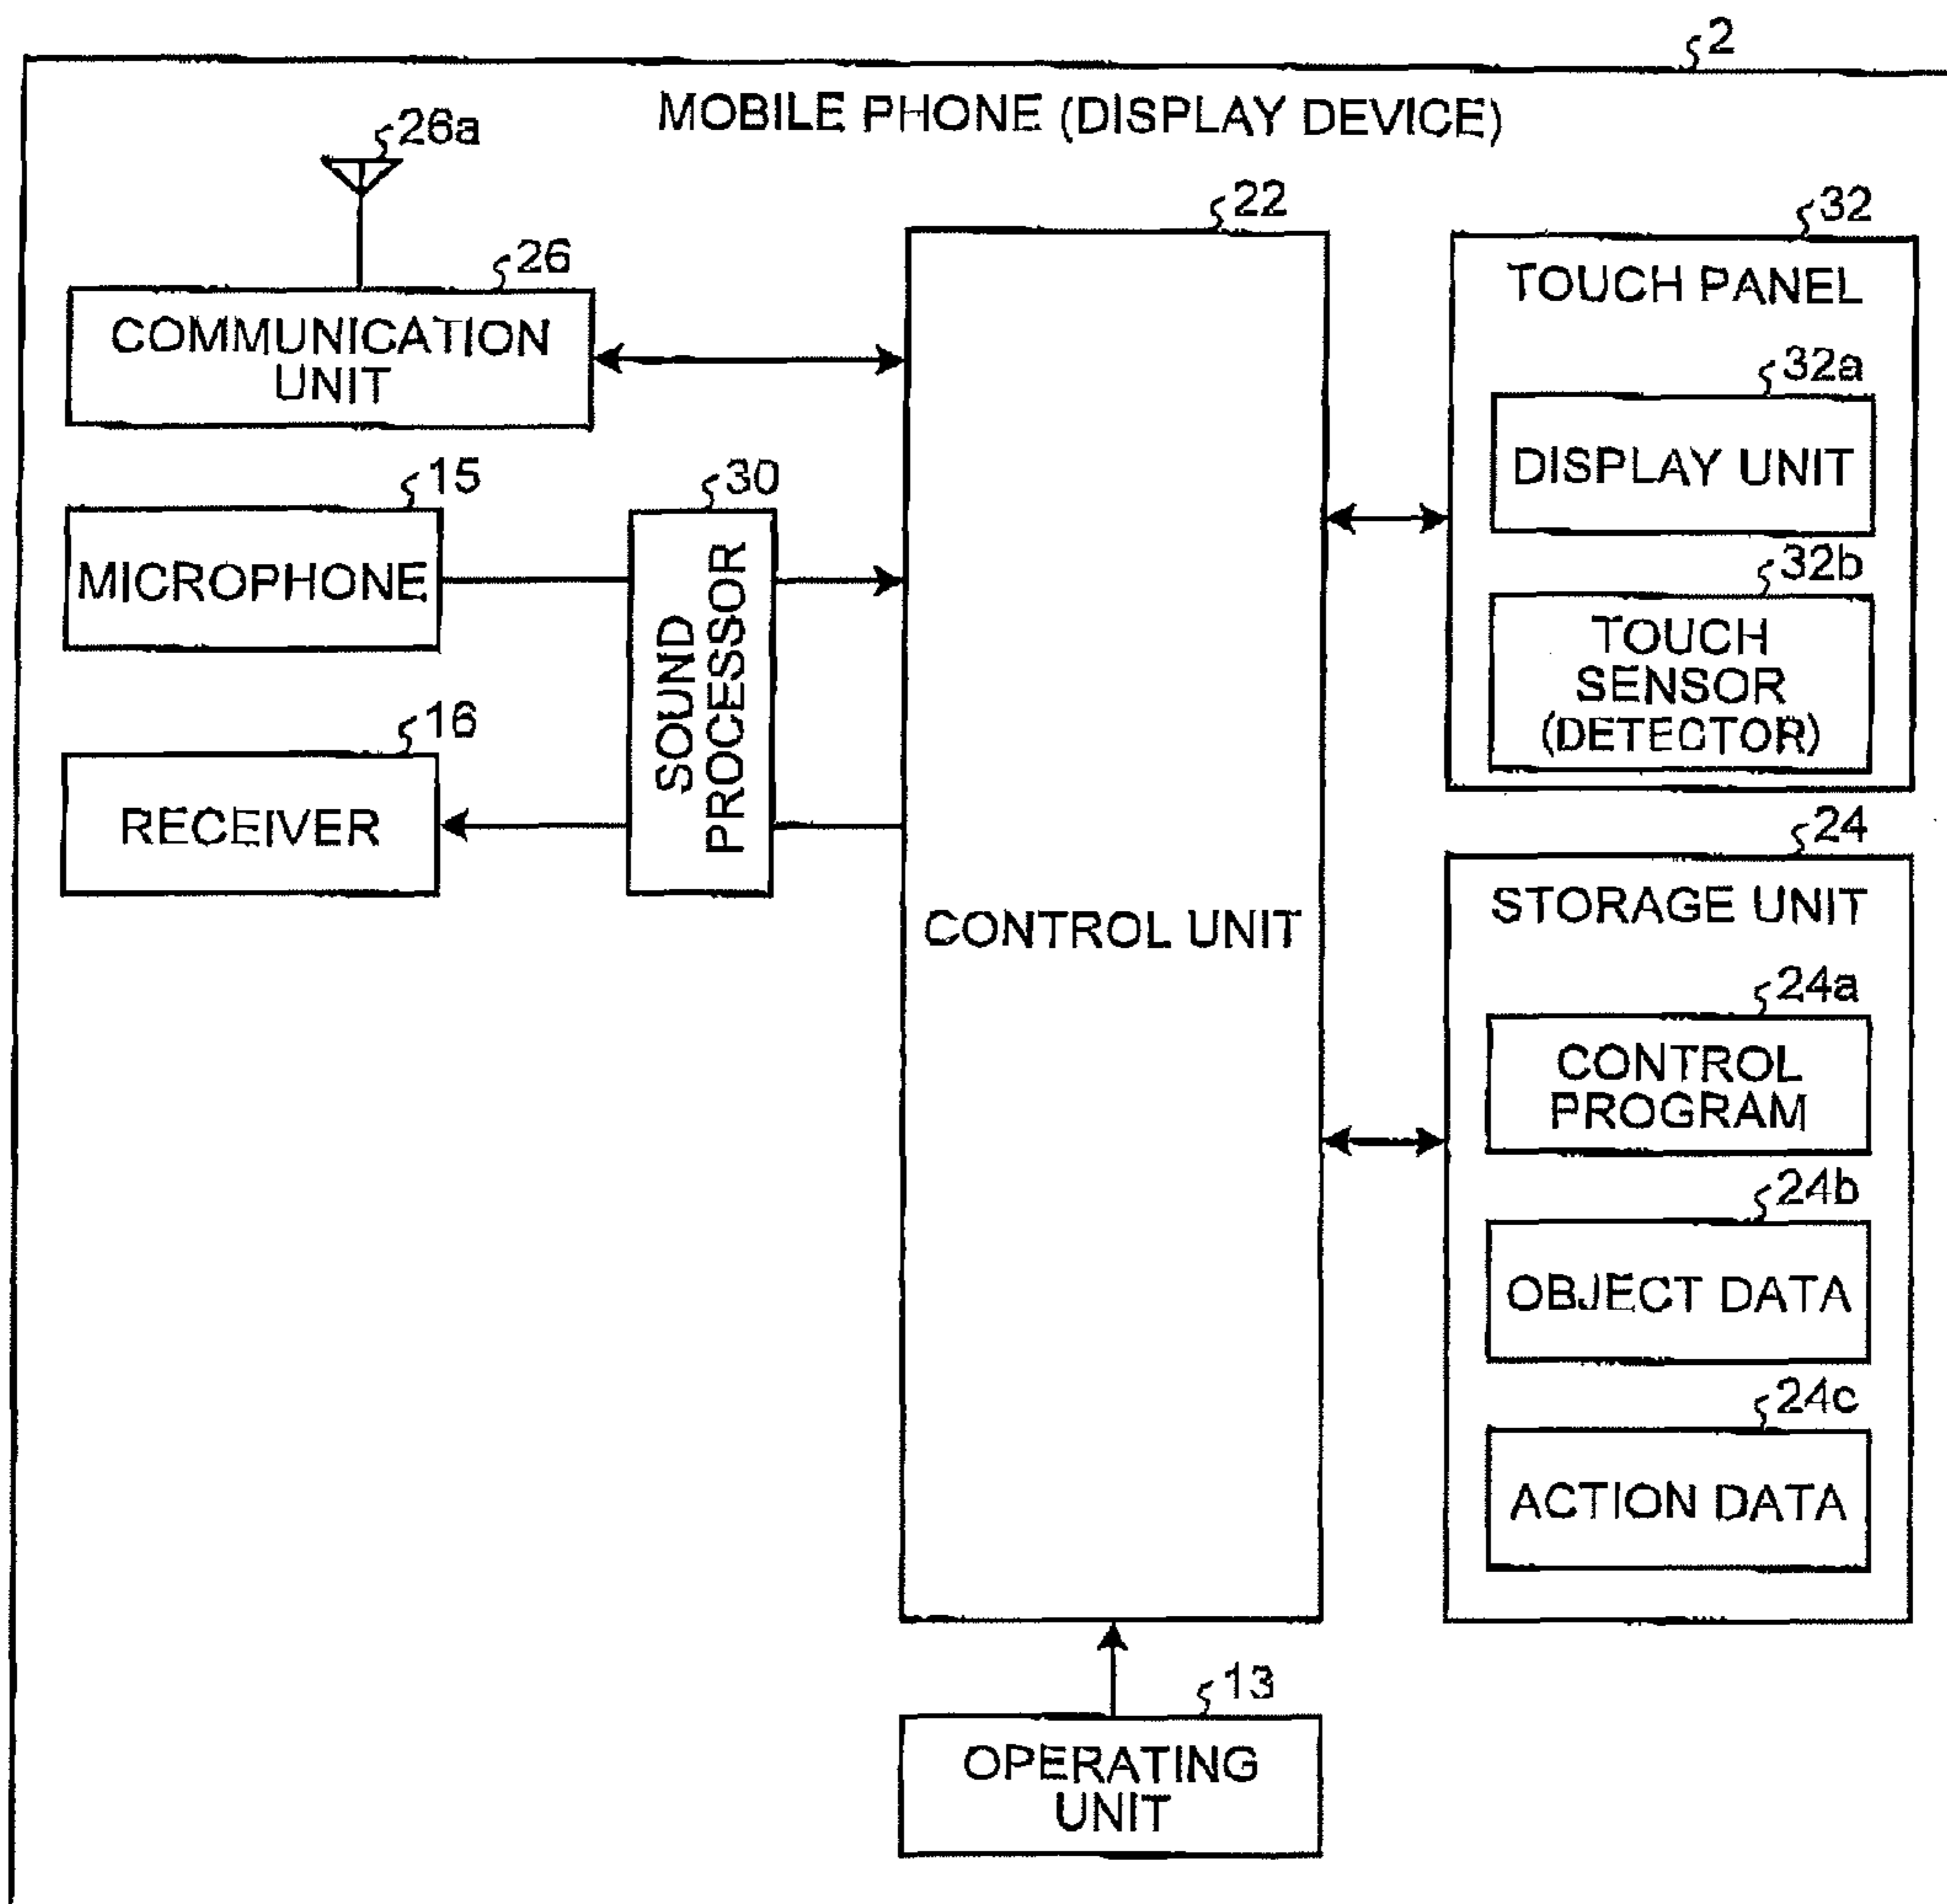 2
MOBILE PHONE (DISPLAY DEVICE)
26a
22
32
26
COMMUNICATION
UNIT
TOUCH PANEL
32a
DISPLAY UNIT
15
MICROPHONE
30
SOUND
PROCESSOR
32b
TOUCH
SENSOR
(DETECTOR)
16
RECEIVER
CONTROL UNIT
24
STORAGE UNIT
24a
CONTROL
PROGRAM
24b
OBJECT DATA
24c
ACTION DATA
13
OPERATING
UNIT